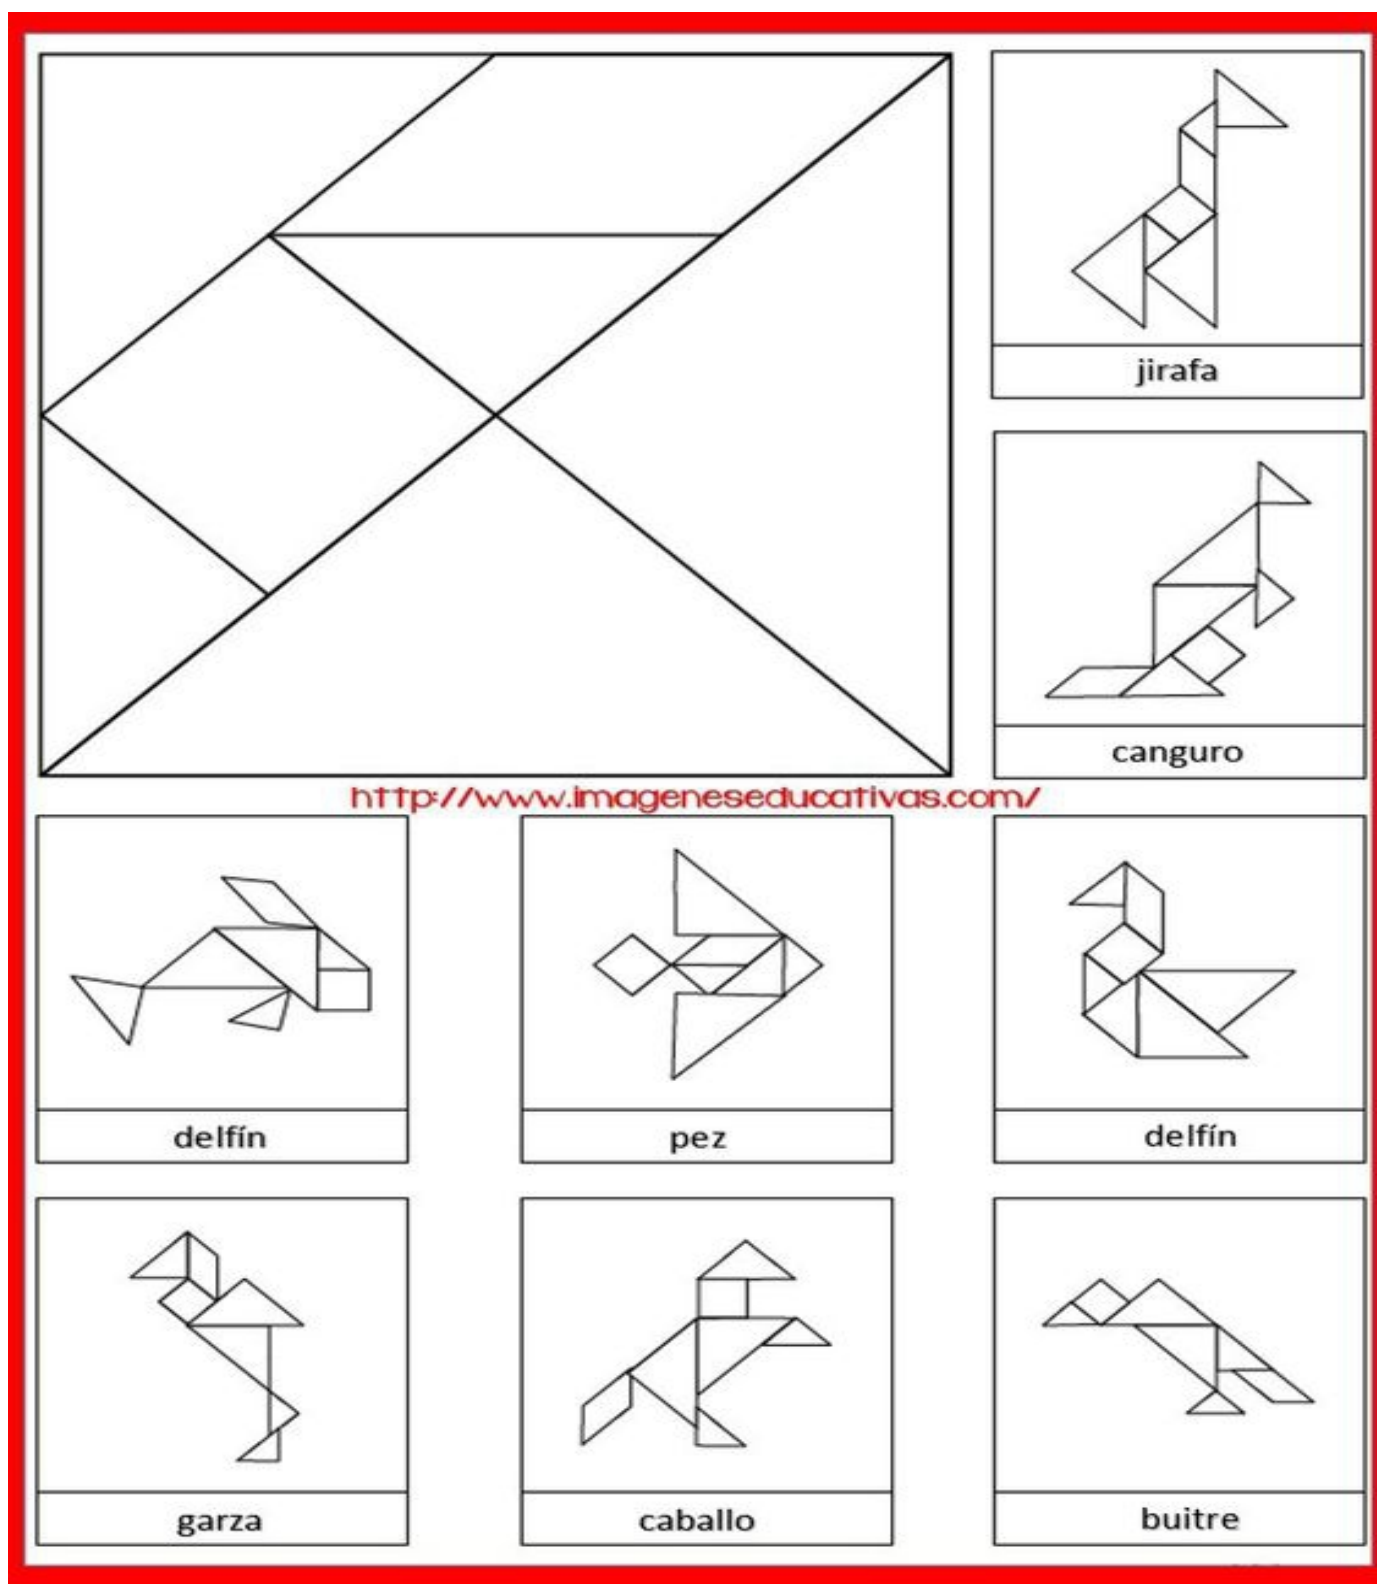 jirafa
canguro
http://www.imageneseducativas.com/
delfín
pez
delfín
garza
caballo
buitre